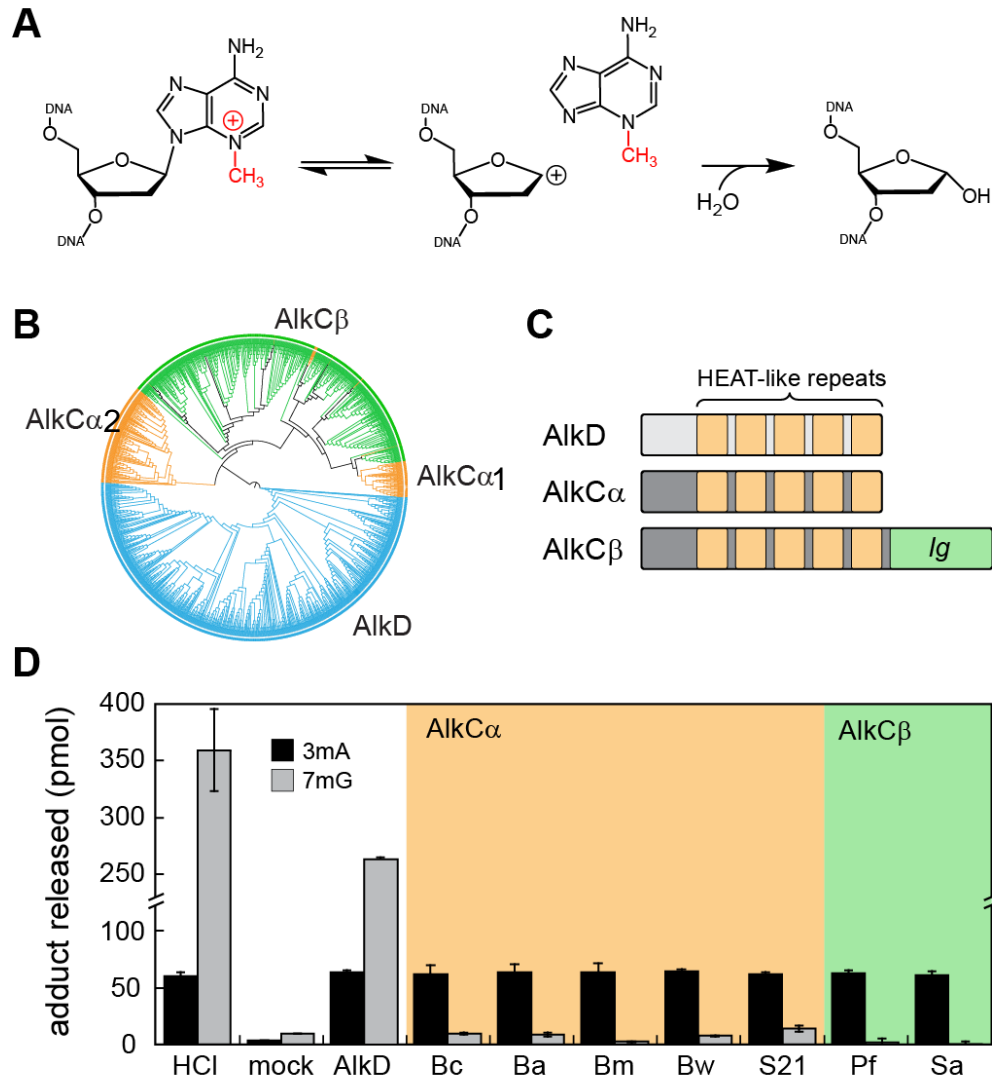 A
NH2
N
N
N
N
⊕
CH3
DNA
O
O
O
DNA
DNA
O
O
⊕
O
DNA
NH2
N
N
N
N
CH3
H2O
DNA
O
O
OH
O
DNA
B
AlkCβ
AlkCα2
AlkCα1
AlkD
C
HEAT-like repeats
AlkD
AlkCα
AlkCβ
Ig
D
adduct released (pmol)
400
350
300
250
100
50
0
3mA
7mG
AlkCα
AlkCβ
HCl mock AlkD Bc Ba Bm Bw S21 Pf Sa